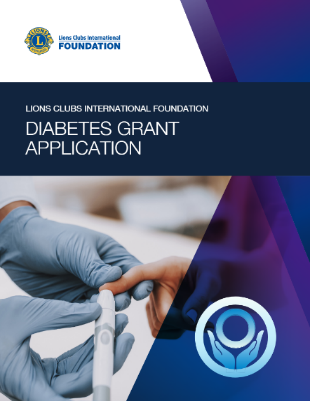 Lions Clubs International
FOUNDATION
LIONS CLUBS INTERNATIONAL FOUNDATION
DIABETES GRANT
APPLICATION